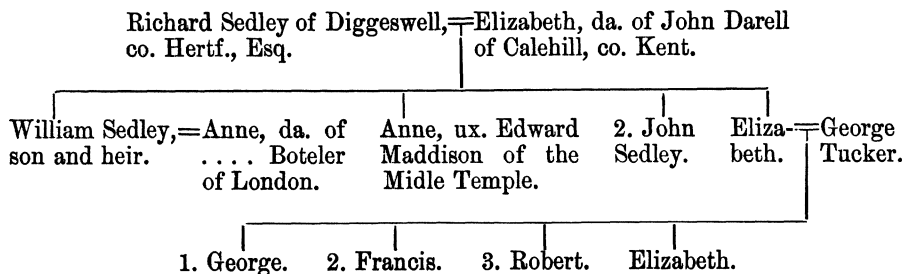 Richard Sedley of Diggeswell,=Elizabeth, da. of John Darell
co. Hertf., Esq. of Calehill, co. Kent.
William Sedley,=Anne, da. of Anne, ux. Edward 2. John Eliza-=George
son and heir. .... Boteler Maddison of the Sedley. beth. Tucker.
of London. Midle Temple.
1. George. 2. Francis. 3. Robert. Elizabeth.